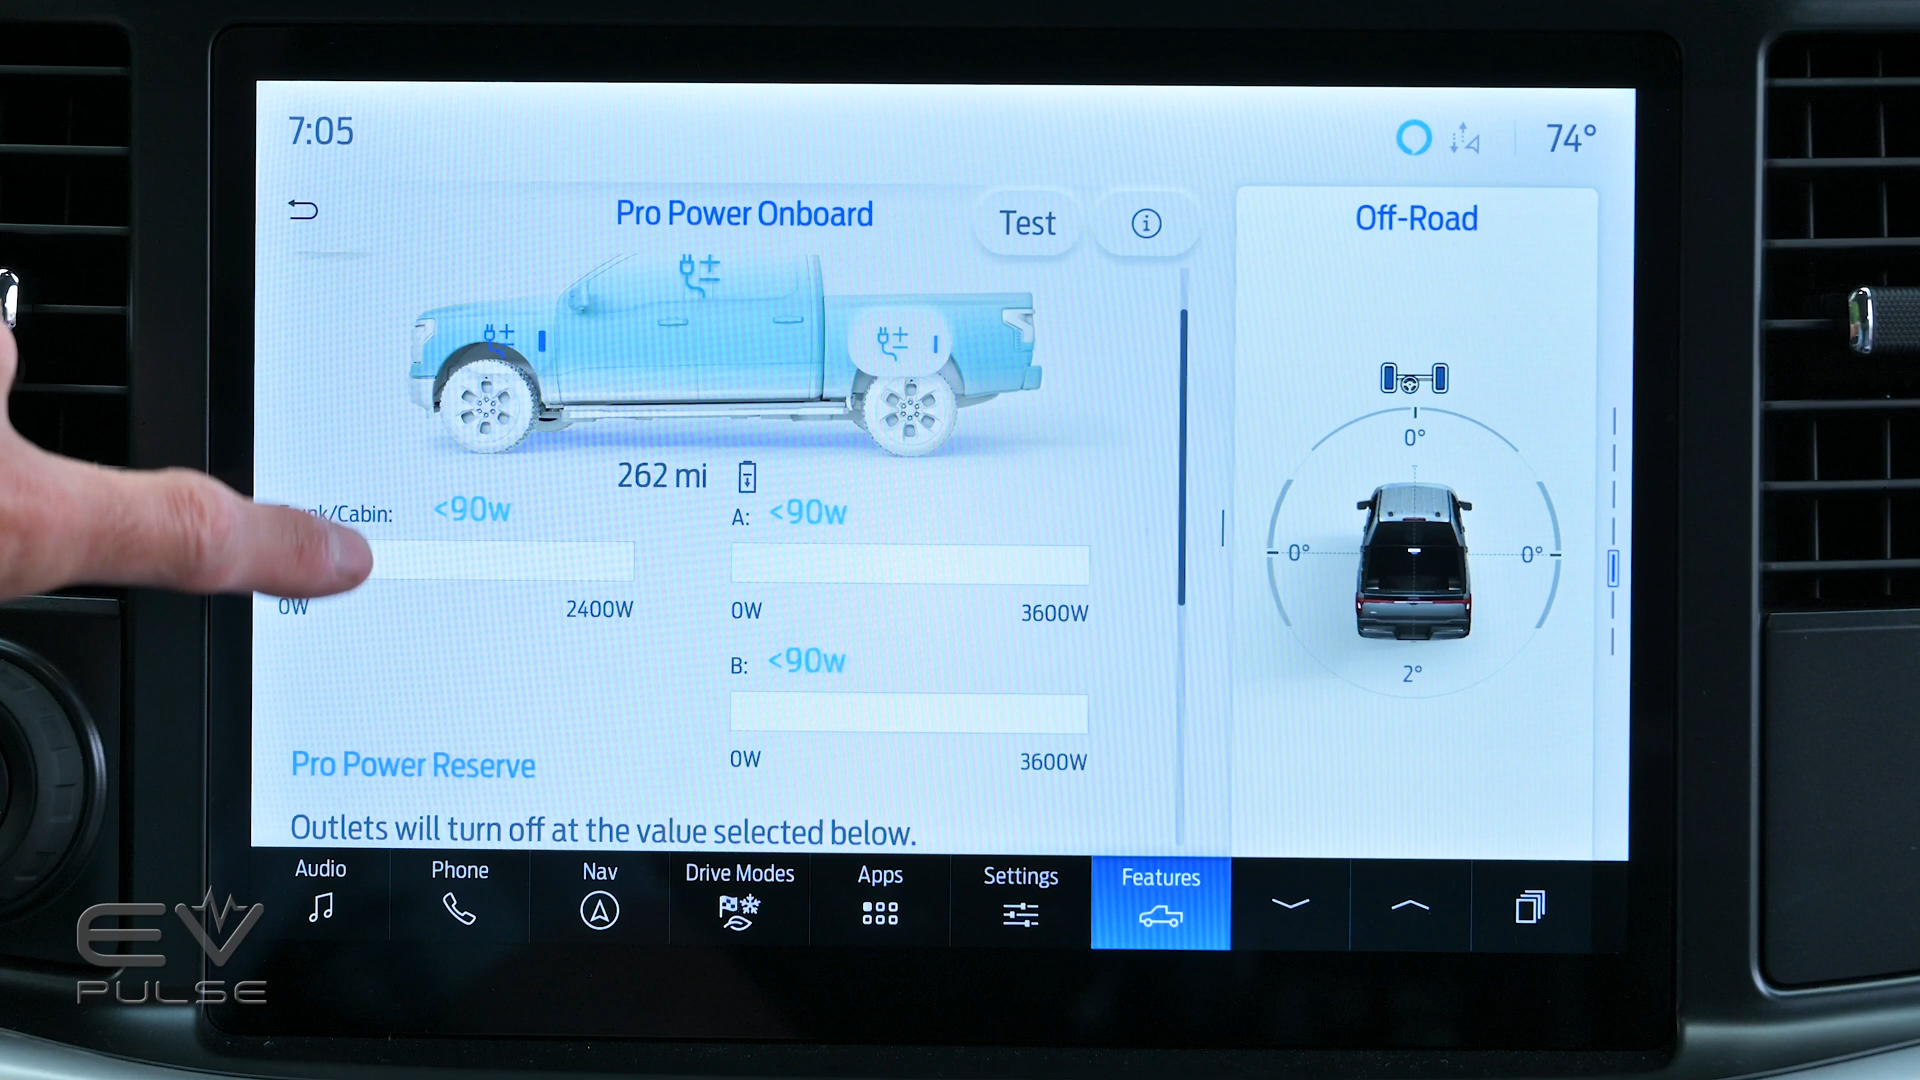 7:05
74°
Pro Power Onboard
Test
Off-Road
262 mi
/Cabin: <90w
0W 2400W
A: <90w
0W 3600W
B: <90w
0W 3600W
0°
0°
0°
2°
Pro Power Reserve
Outlets will turn off at the value selected below.
Audio
Phone
Nav
Drive Modes
Apps
Settings
Features
EV
PULSE